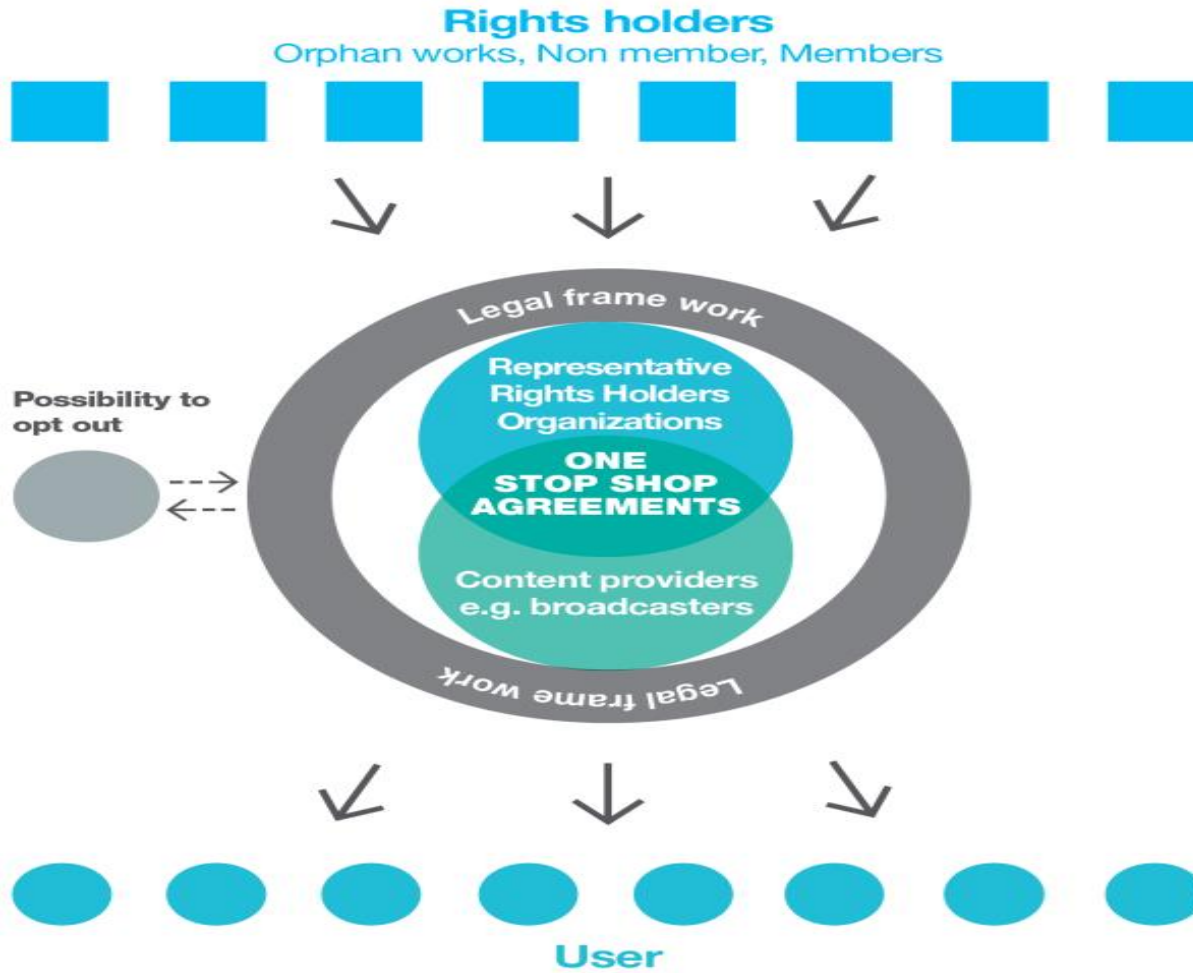 Rights holders
Orphan works, Non member, Members
Legal frame work
Representative
Rights Holders
Organizations
Possibility to
opt out
ONE
STOP SHOP
AGREEMENTS
Content providers
e.g. broadcasters
Legal frame work
User